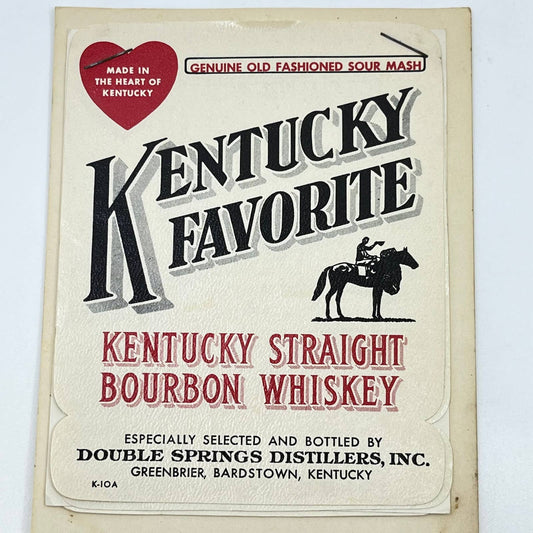 MADE IN
THE HEART OF
KENTUCKY
GENUINE OLD FASHIONED SOUR MASH
KENTUCKY
FAVORITE
KENTUCKY STRAIGHT
BOURBON WHISKEY
ESPECIALLY SELECTED AND BOTTLED BY
DOUBLE SPRINGS DISTILLERS, INC.
GREENBRIER, BARDSTOWN, KENTUCKY
K-10A